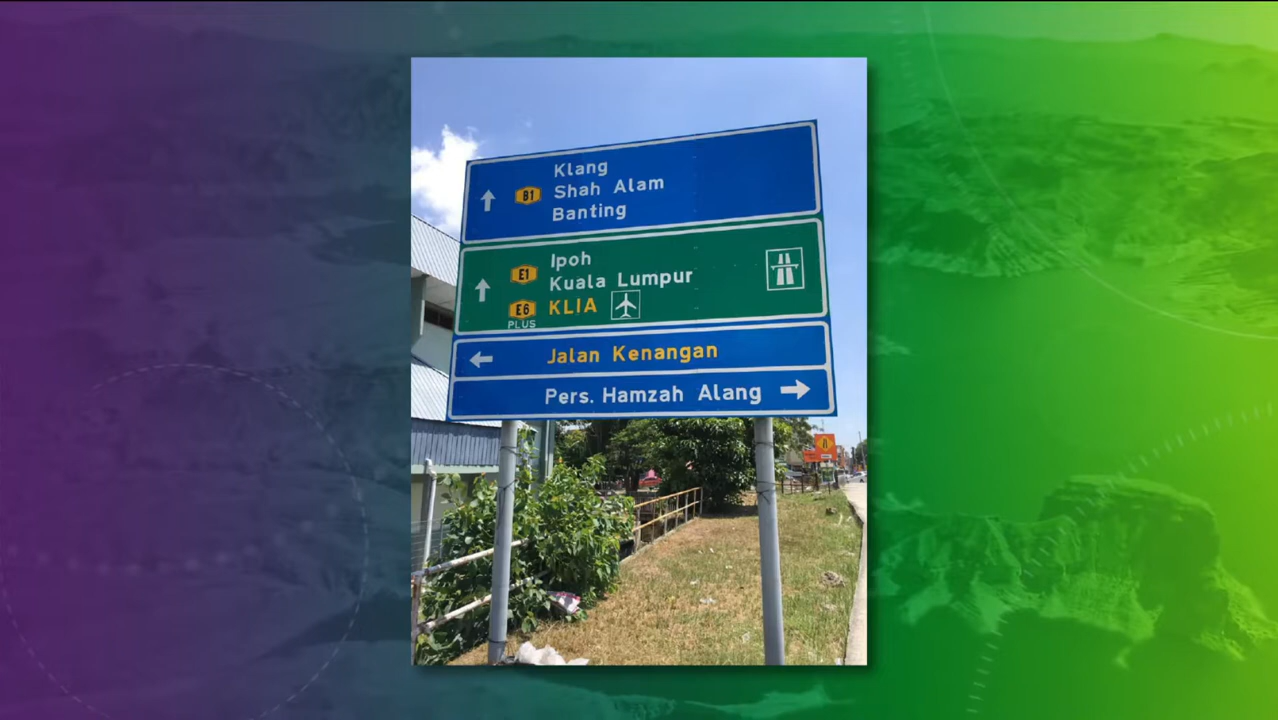 Klang
B1 Shah Alam
Banting
Ipoh
E1
Kuala Lumpur
E6 KLIA
PLUS
Jalan Kenangan
Pers. Hamzah Alang